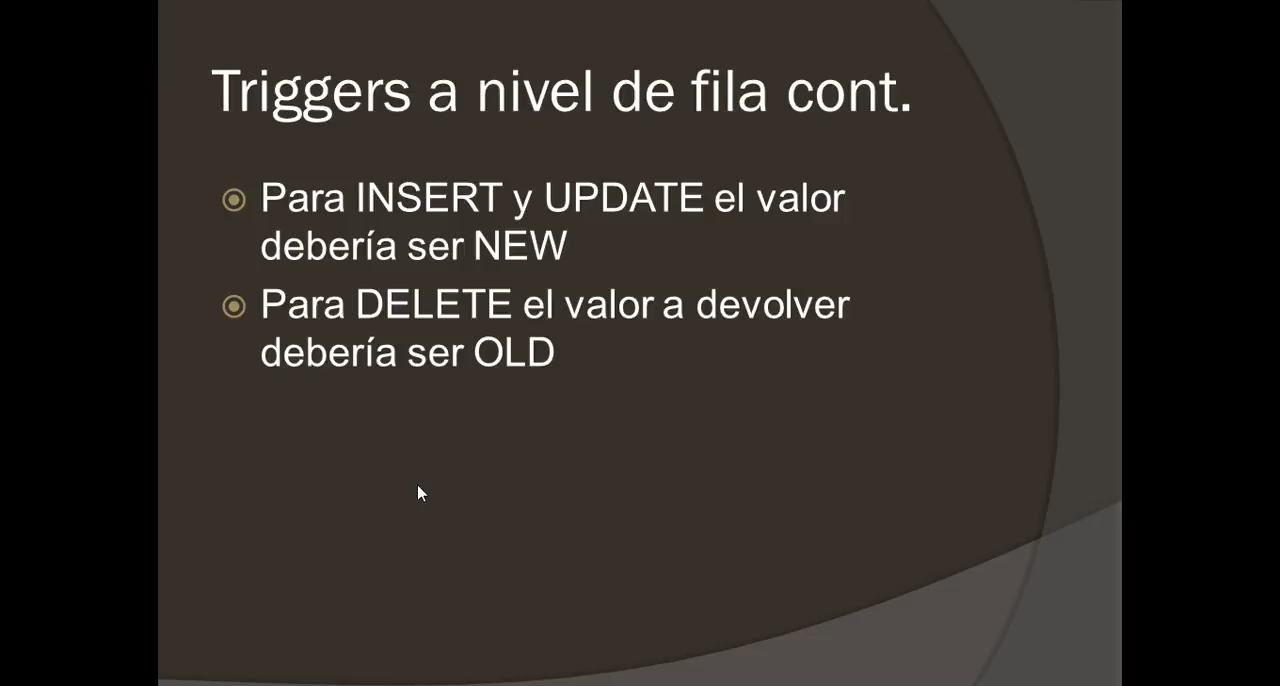 Triggers a nivel de fila cont.
Para INSERT y UPDATE el valor
debería ser NEW
Para DELETE el valor a devolver
debería ser OLD